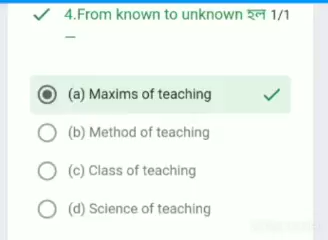 4.From known to unknown হল 1/1
_
(a) Maxims of teaching
(b) Method of teaching
(c) Class of teaching
(d) Science of teaching